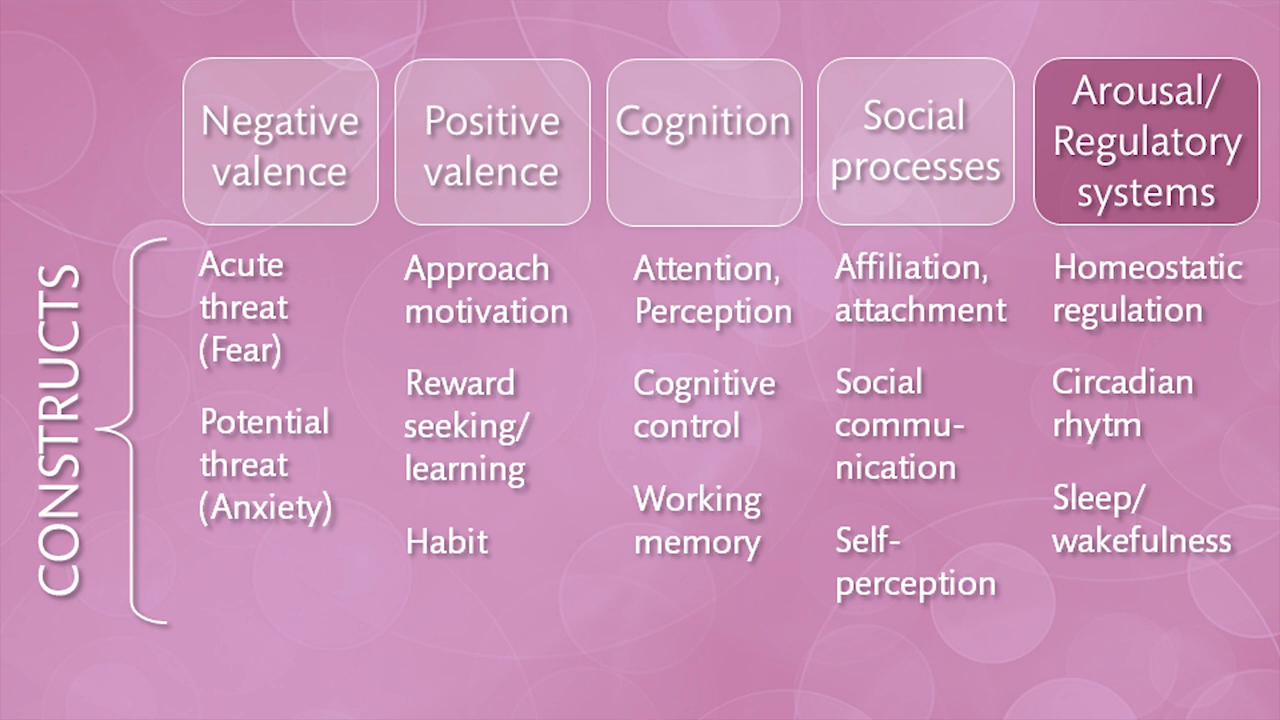 Negative
valence
Positive
valence
Cognition
Social
processes
Arousal/
Regulatory
systems
CONSTRUCTS
Acute
threat
(Fear)
Potential
threat
(Anxiety)
Approach
motivation
Reward
seeking/
learning
Habit
Attention,
Perception
Cognitive
control
Working
memory
Affiliation,
attachment
Social
commu-
nication
Self-
perception
Homeostatic
regulation
Circadian
rhytm
Sleep/
wakefulness